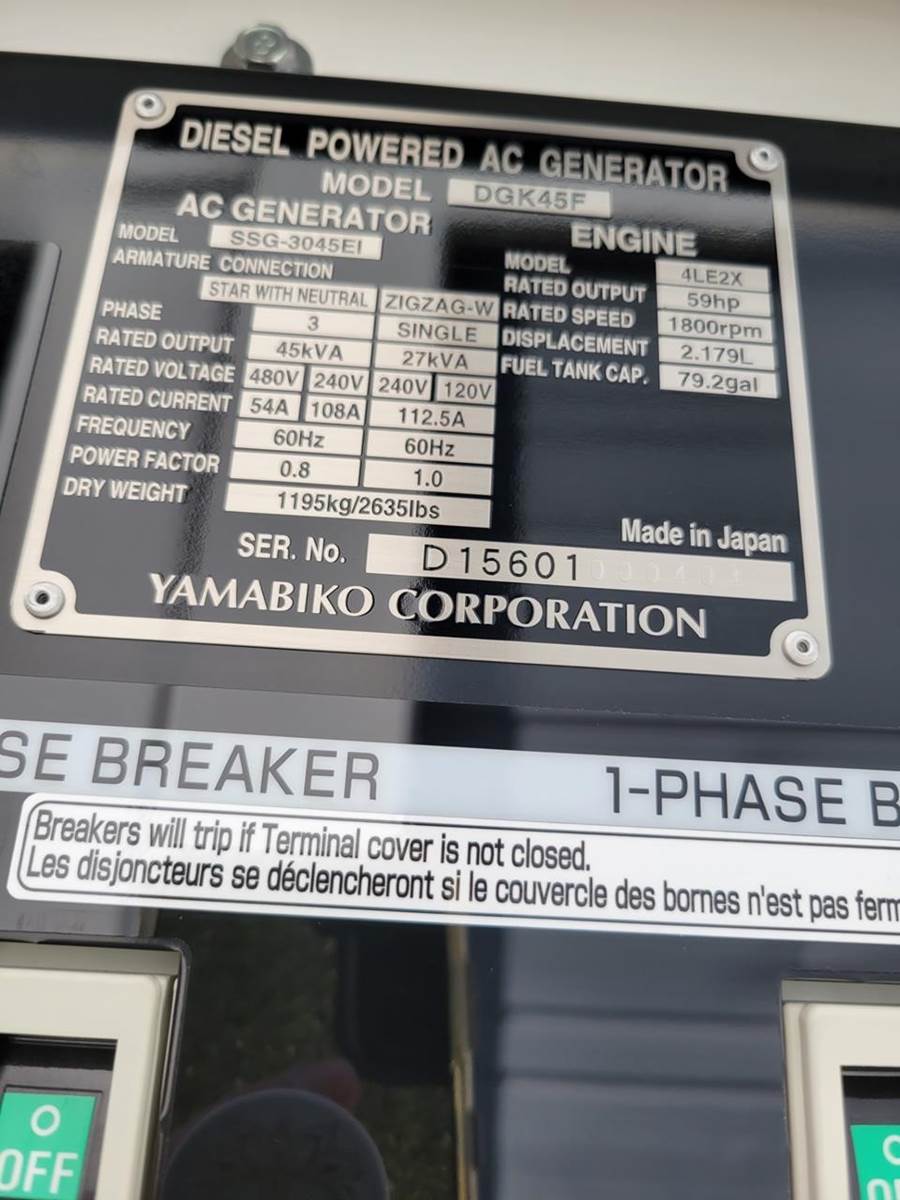 DIESEL POWERED AC GENERATOR
MODEL DGK45F
AC GENERATOR
MODEL SSG-3045EI
ARMATURE CONNECTION
STAR WITH NEUTRAL ZIGZAG-W
PHASE 3 SINGLE
RATED OUTPUT 45kVA 27kVA
RATED VOLTAGE 480V 240V 240V 120V
RATED CURRENT 54A 108A 112.5A
FREQUENCY 60Hz 60Hz
POWER FACTOR 0.8 1.0
DRY WEIGHT 1195kg/2635lbs
ENGINE
MODEL 4LE2X
RATED OUTPUT 59hp
RATED SPEED 1800rpm
DISPLACEMENT 2.179L
FUEL TANK CAP. 79.2gal
Made in Japan
SER. No. D15601
YAMABIKO CORPORATION
SE BREAKER
1-PHASE B
Breakers will trip if Terminal cover is not closed.
Les disjoncteurs se déclencheront si le couvercle des bornes n'est pas ferm
OFF